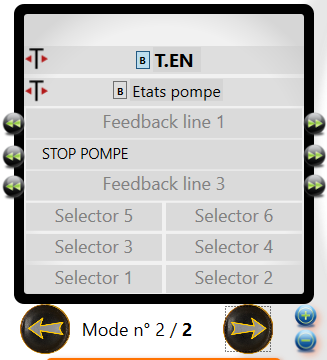 T B T.EN
T B Etats pompe
Feedback line 1
STOP POMPE
Feedback line 3
Selector 5 Selector 6
Selector 3 Selector 4
Selector 1 Selector 2
Mode n° 2 / 2